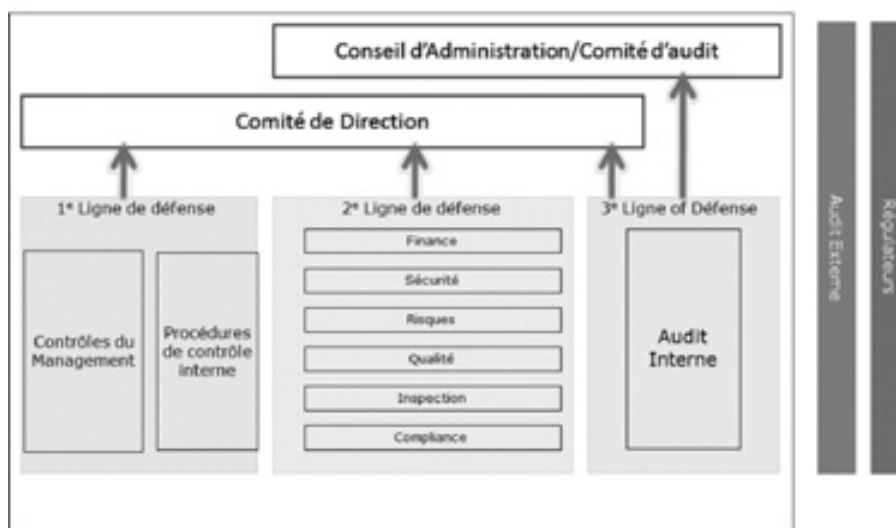 Conseil d'Administration/Comité d'audit
Comité de Direction
1e Ligne de défense
Contrôles du
Management
Procédures
de contrôle
interne
2e Ligne de défense
Finance
Sécurité
Risques
Qualité
Inspection
Compliance
3e Ligne of Défense
Audit
Interne
Audit Externe
Régulateurs